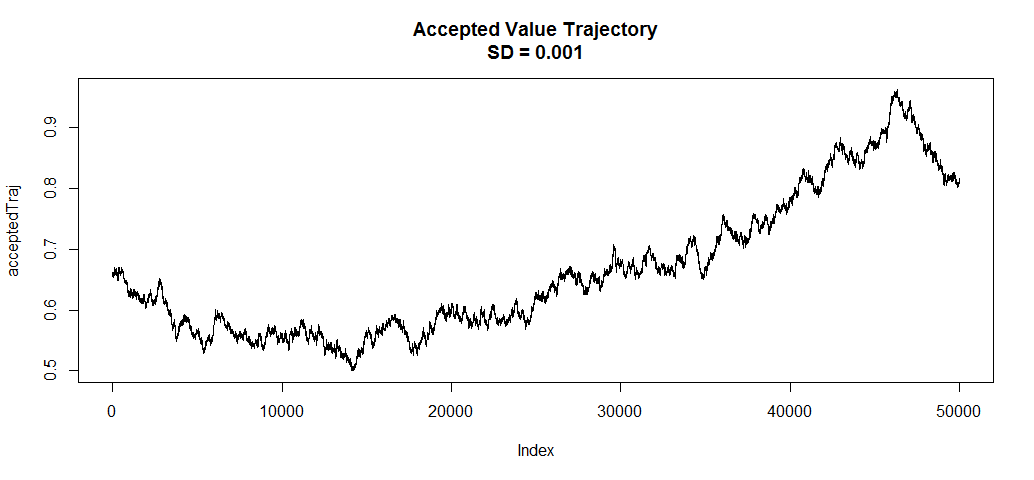 Accepted Value Trajectory
SD = 0.001
acceptedTraj
0.9
0.8
0.7
0.6
0.5
0
10000
20000
30000
40000
50000
Index